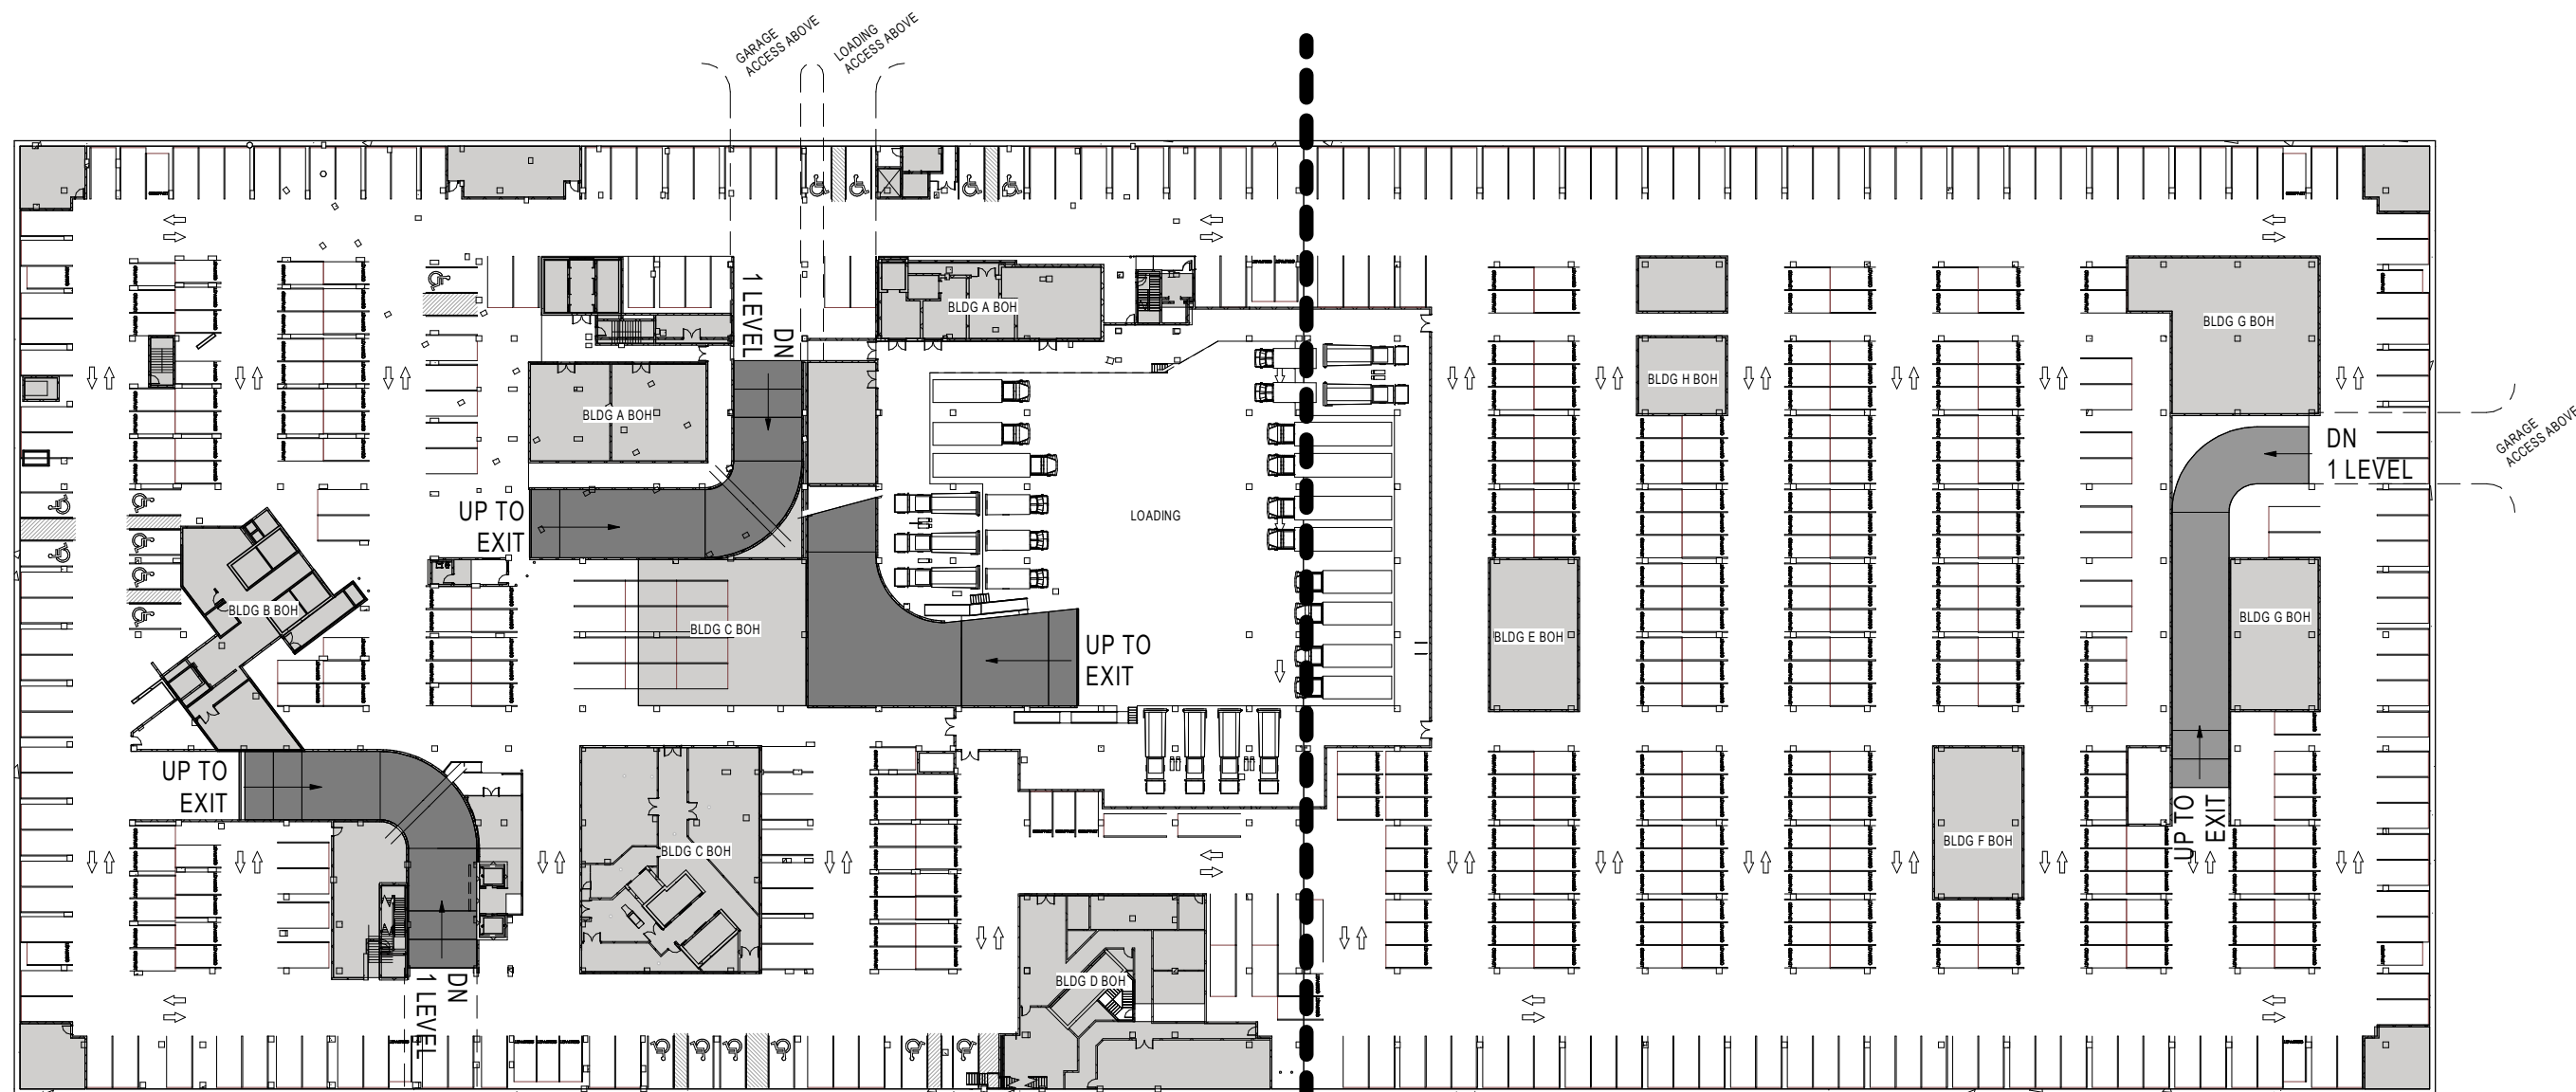 GARAGE
ACCESS ABOVE
LOADING
ACCESS ABOVE
1 LEVEL
DN
BLDG A BOH
BLDG G BOH
BLDG H BOH
BLDG A BOH
GARAGE
ACCESS ABOVE
DN
1 LEVEL
UP TO
EXIT
LOADING
BLDG B BOH
BLDG C BOH
UP TO
EXIT
BLDG E BOH
BLDG G BOH
UP TO
EXIT
UP TO
EXIT
BLDG C BOH
BLDG F BOH
BLDG D BOH
DN
1 LEVEL